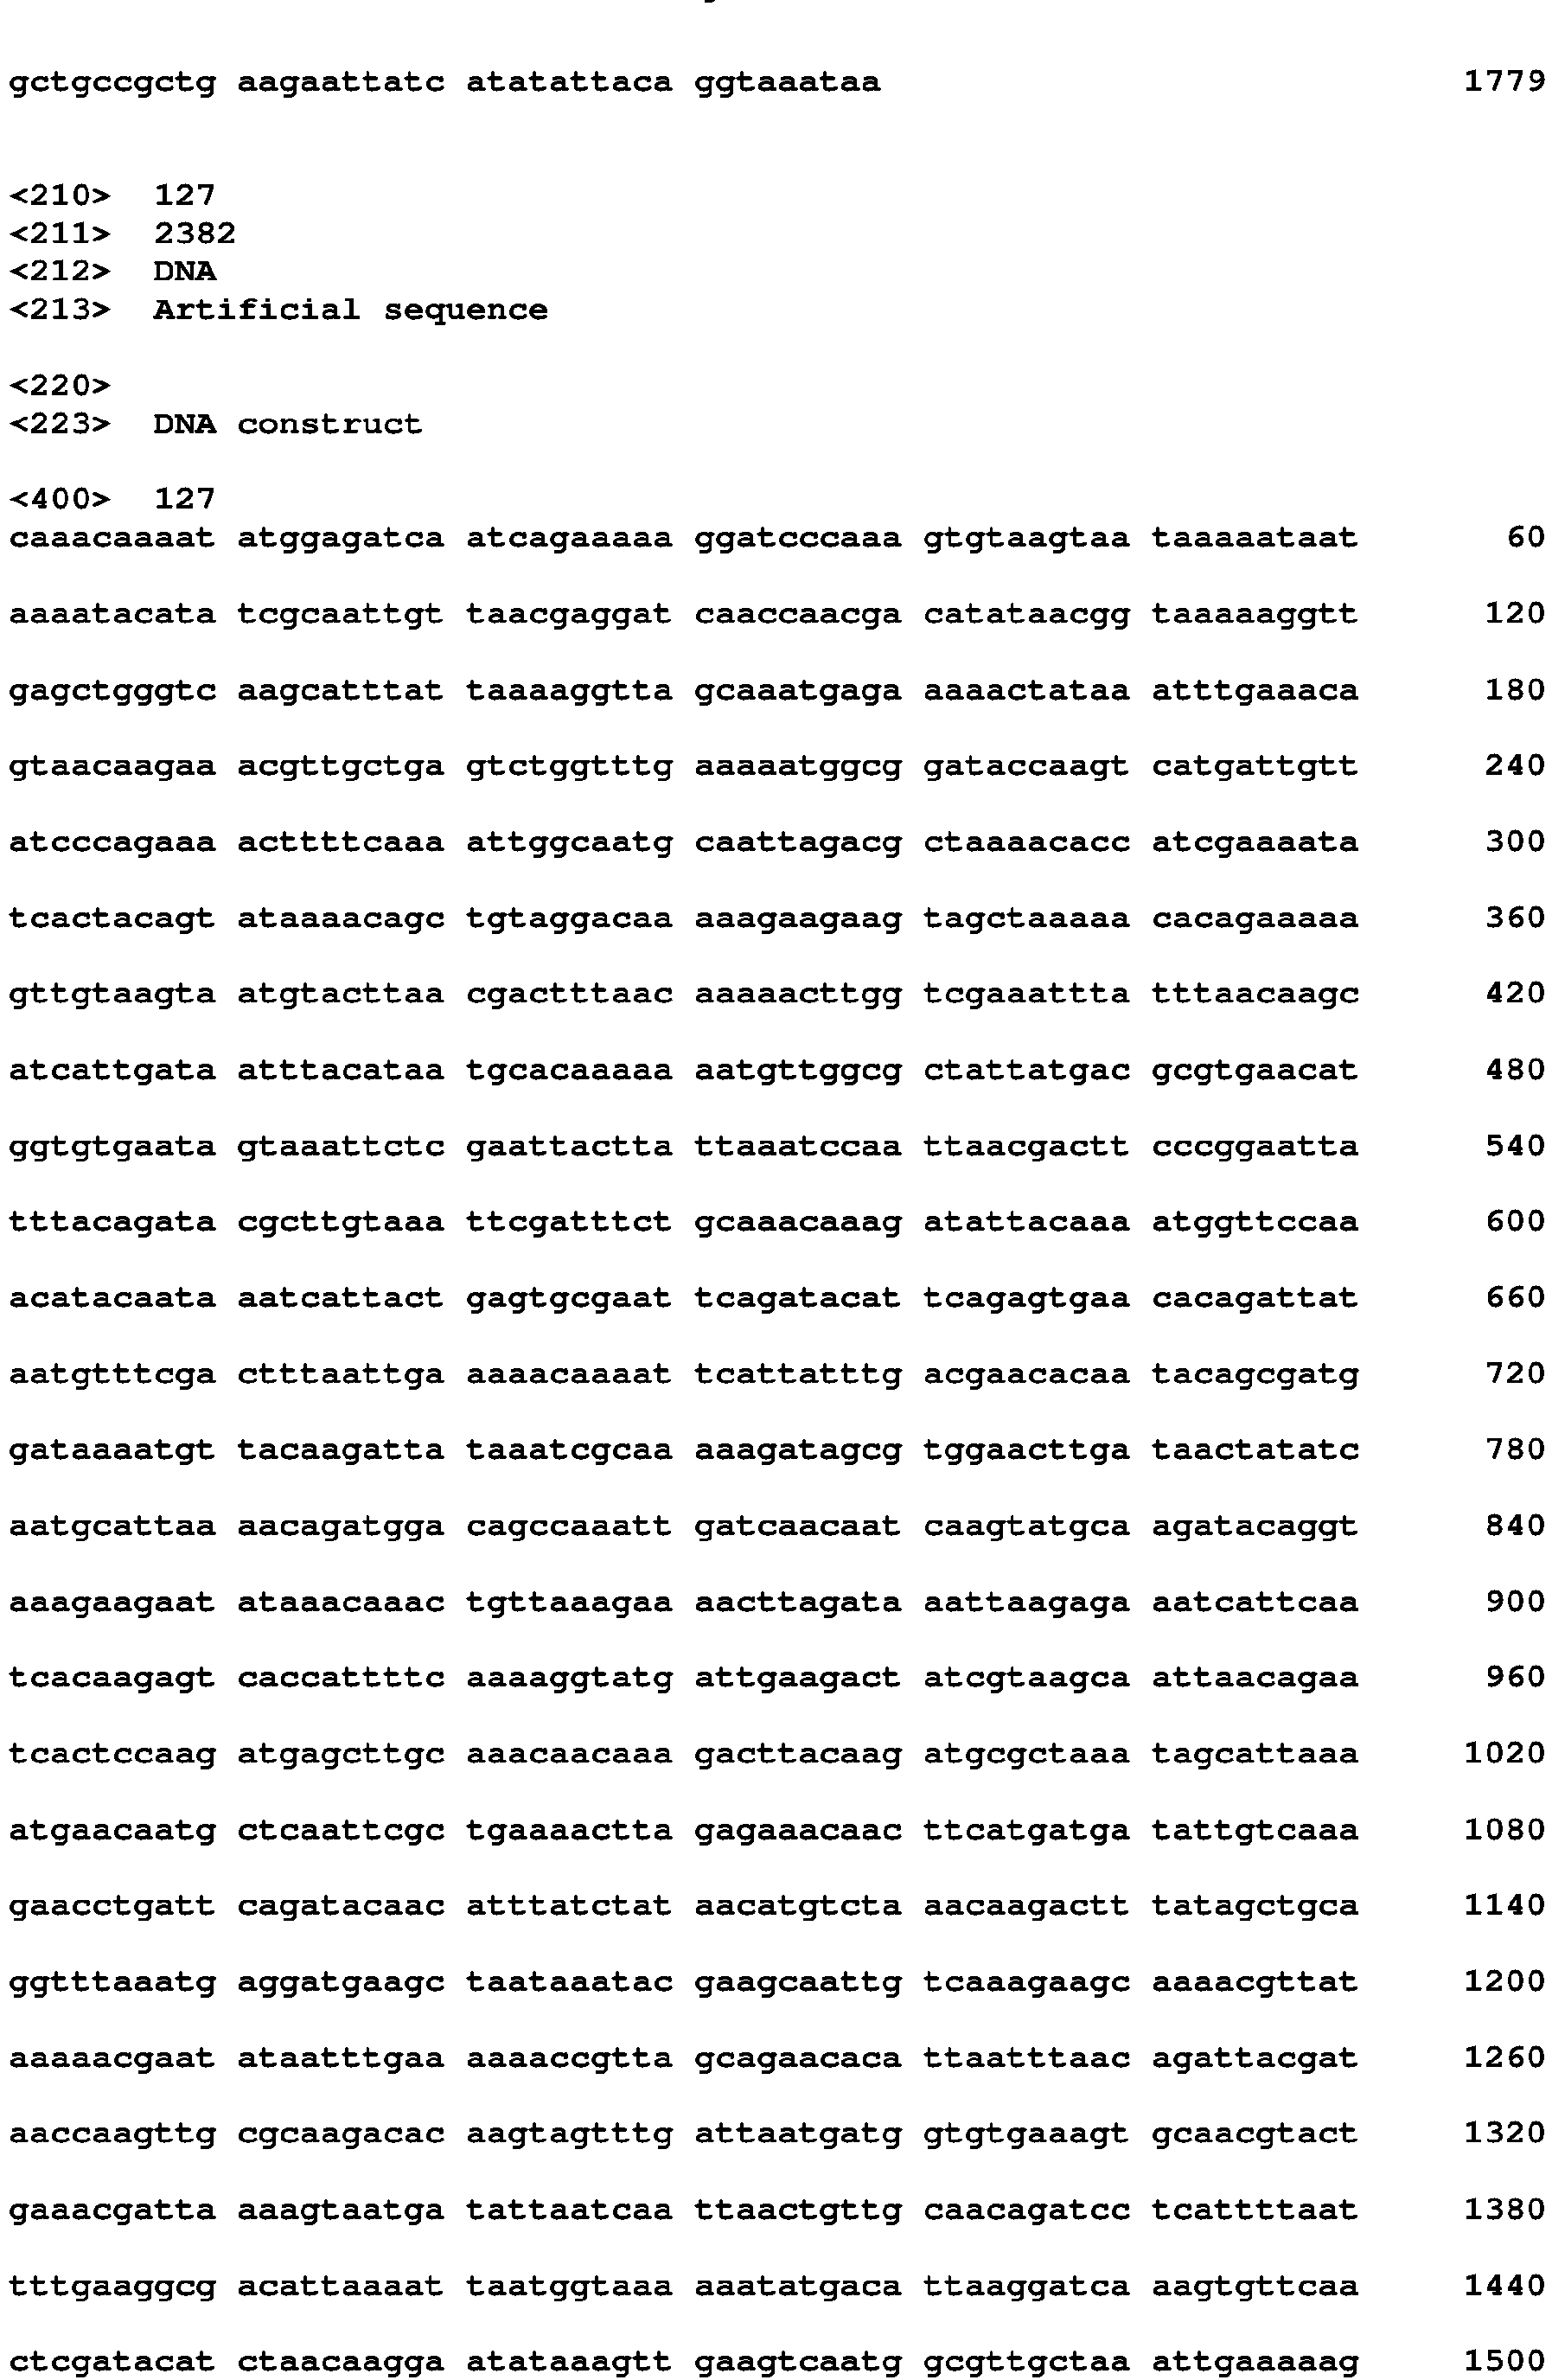 gctgccgctg aagaattatc atatattaca ggtaaataa 1779
<210> 127
<211> 2382
<212> DNA
<213> Artificial sequence
<220>
<223> DNA construct
<400> 127
caaacaaaat atggagatca atcagaaaaa ggatcccaaa gtgtaagtaa taaaaataat 60
aaaatacata tcgcaattgt taacgaggat caaccaacga catataacgg taaaaaggtt 120
gagctgggtc aagcatttat taaaaggtta gcaaatgaga aaaactataa atttgaaaca 180
gtaacaagaa acgttgctga gtctggtttg aaaaatggcg gataccaagt catgattgtt 240
atcccagaaa acttttcaaa attggcaatg caattagacg ctaaaacacc atcgaaaata 300
tcactacagt ataaaacagc tgtaggacaa aaagaagaag tagctaaaaa cacagaaaaa 360
gttgtaagta atgtacttaa cgactttaac aaaaacttgg tcgaaattta tttaacaagc 420
atcattgata atttacataa tgcacaaaaa aatgttggcg ctattatgac gcgtgaacat 480
ggtgtgaata gtaaattctc gaattactta ttaaatccaa ttaacgactt cccggaatta 540
tttacagata cgcttgtaaa ttcgatttct gcaaacaaag atattacaaa atggttccaa 600
acatacaata aatcattact gagtgcgaat tcagatacat tcagagtgaa cacagattat 660
aatgtttcga ctttaattga aaaacaaaat tcattatttg acgaacacaa tacagcgatg 720
gataaaatgt tacaagatta taaatcgcaa aaagatagcg tggaacttga taactatatc 780
aatgcattaa aacagatgga cagccaaatt gatcaacaat caagtatgca agatacaggt 840
aaagaagaat ataaacaaac tgttaaagaa aacttagata aattaagaga aatcattcaa 900
tcacaagagt caccattttc aaaaggtatg attgaagact atcgtaagca attaacagaa 960
tcactccaag atgagcttgc aaacaacaaa gacttacaag atgcgctaaa tagcattaaa 1020
atgaacaatg ctcaattcgc tgaaaactta gagaaacaac ttcatgatga tattgtcaaa 1080
gaacctgatt cagatacaac atttatctat aacatgtcta aacaagactt tatagctgca 1140
ggtttaaatg aggatgaagc taataaatac gaagcaattg tcaaagaagc aaaacgttat 1200
aaaaacgaat ataatttgaa aaaaccgtta gcagaacaca ttaatttaac agattacgat 1260
aaccaagttg cgcaagacac aagtagtttg attaatgatg gtgtgaaagt gcaacgtact 1320
gaaacgatta aaagtaatga tattaatcaa ttaactgttg caacagatcc tcattttaat 1380
tttgaaggcg acattaaaat taatggtaaa aaatatgaca ttaaggatca aagtgttcaa 1440
ctcgatacat ctaacaagga atataaagtt gaagtcaatg gcgttgctaa attgaaaaag 1500